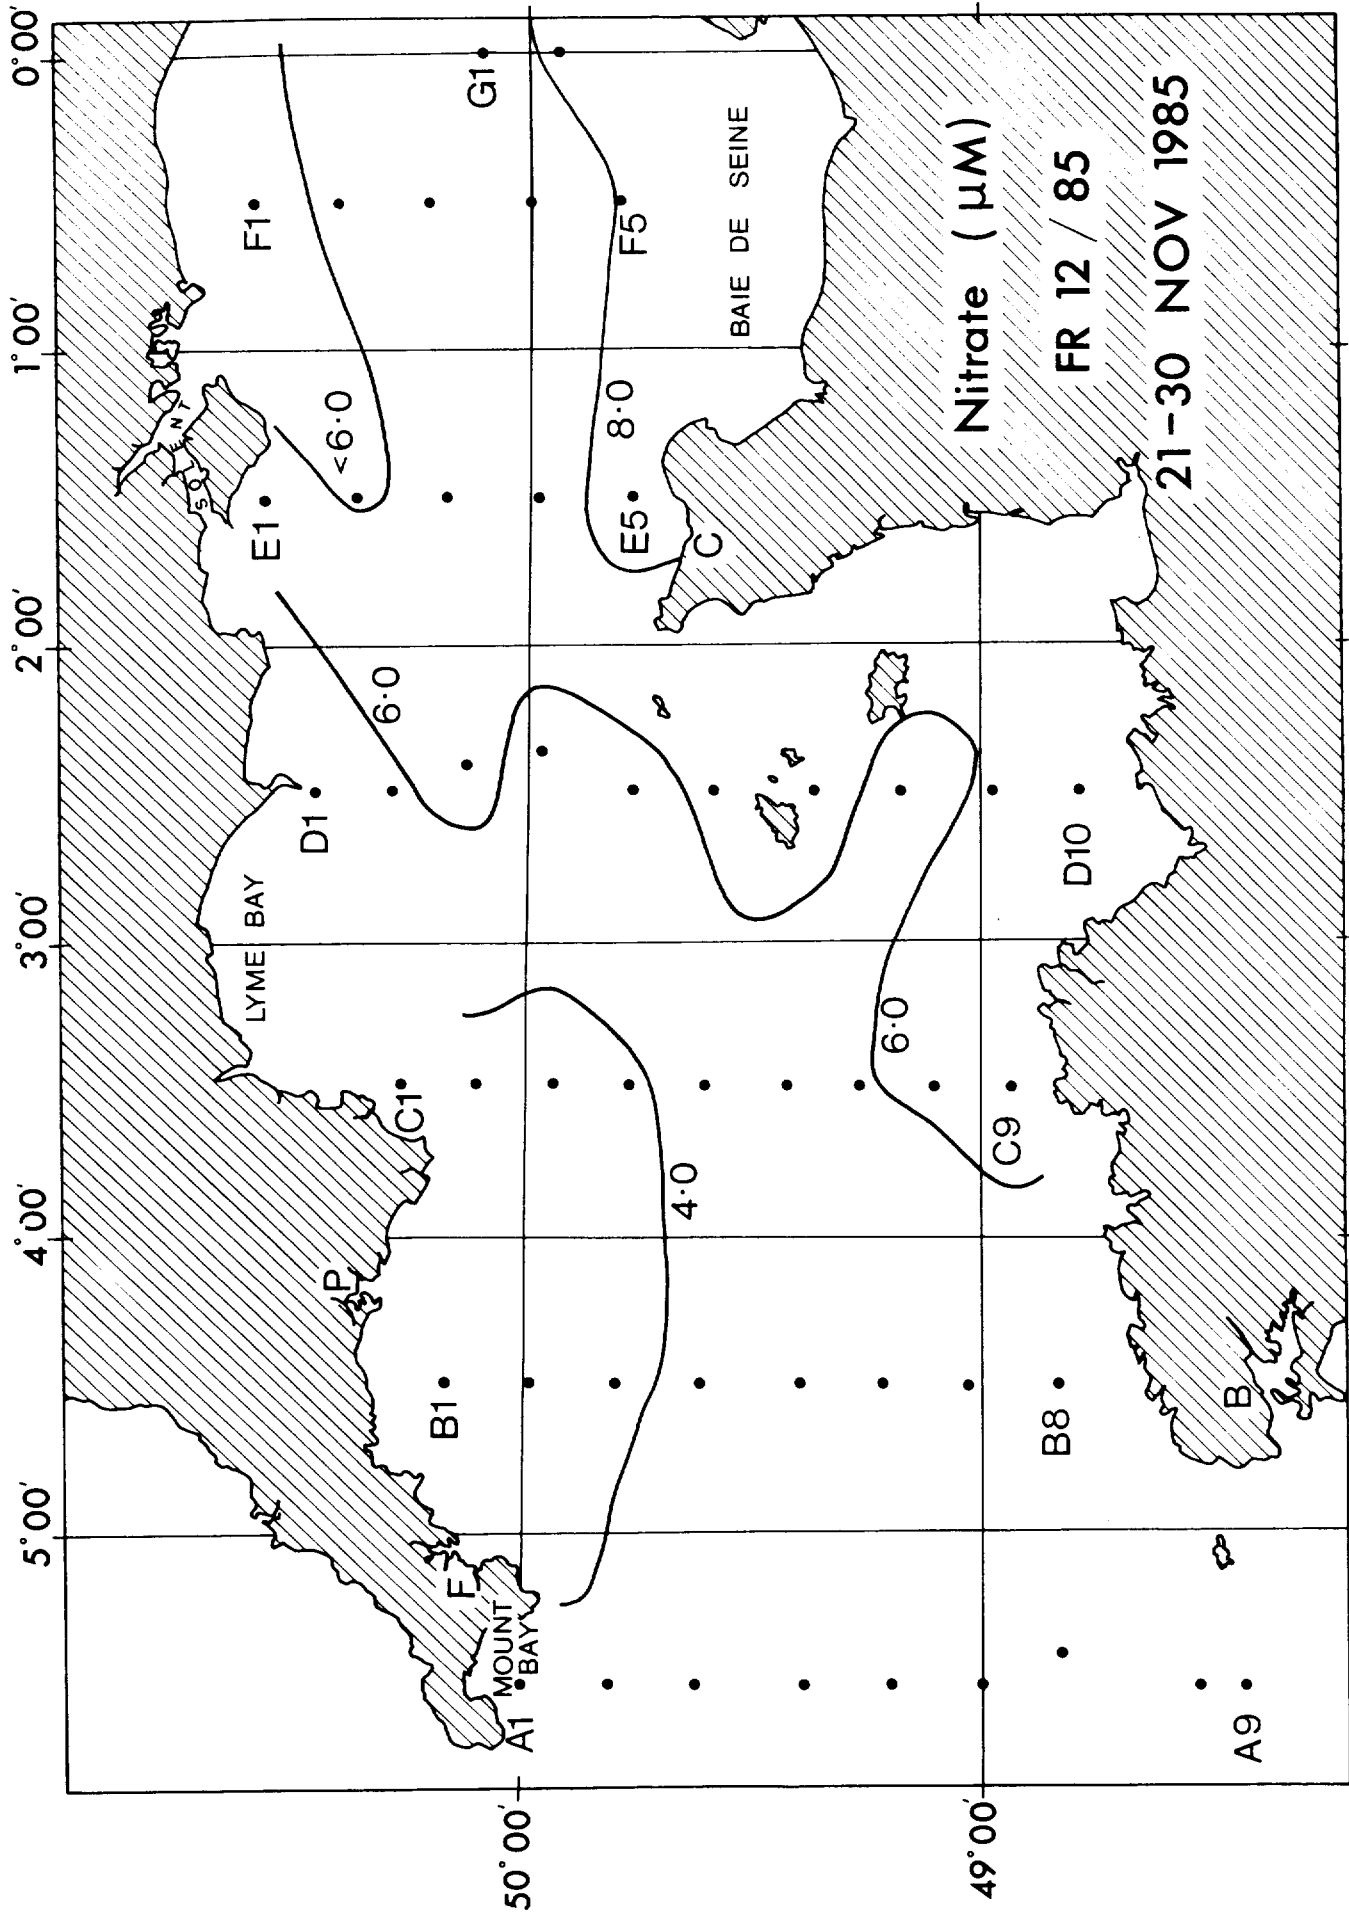 5°00'
4°00'
3°00'
2°00'
1°00'
0°00'
50°00'
49°00'
LYME BAY
SOLENT
P
F
MOUNT
BAY
A1
B1
C1
D1
E1
F1
G1
<6·0
6·0
8·0
4·0
6·0
E5
F5
C
BAIE DE SEINE
C9
D10
B8
A9
B
Nitrate (µM)
FR 12/85
21-30 NOV 1985